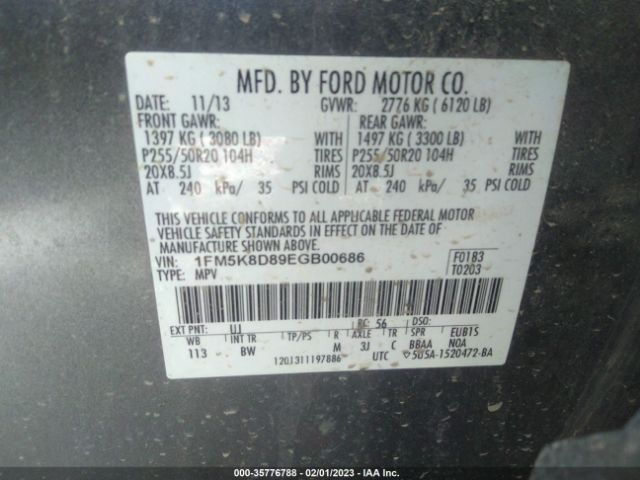 MFD. BY FORD MOTOR CO.
DATE: 11/13 GVWR: 2776 KG ( 6120 LB)
FRONT GAWR: REAR GAWR:
1397 KG ( 3080 LB) WITH 1497 KG ( 3300 LB) WITH
P255/50R20 104H TIRES P255/50R20 104H TIRES
20X8.5J RIMS 20X8.5J RIMS
AT 240 kPa/ 35 PSI COLD AT 240 kPa/ 35 PSI COLD
THIS VEHICLE CONFORMS TO ALL APPLICABLE FEDERAL MOTOR
VEHICLE SAFETY STANDARDS IN EFFECT ON THE DATE OF
MANUFACTURE SHOWN ABOVE.
VIN: 1FM5K8D89EGB00686 F0183
TYPE: MPV T0203
EXT PNT: UJ RC: 56 DSO:
WB INT TR TP/PS R AXLE TR SPR EUB1S
113 BW M 3J C BBAA NOA
120J311197886 UTC 5U5A-1520472-BA
000-35776788 - 02/01/2023 - IAA Inc.